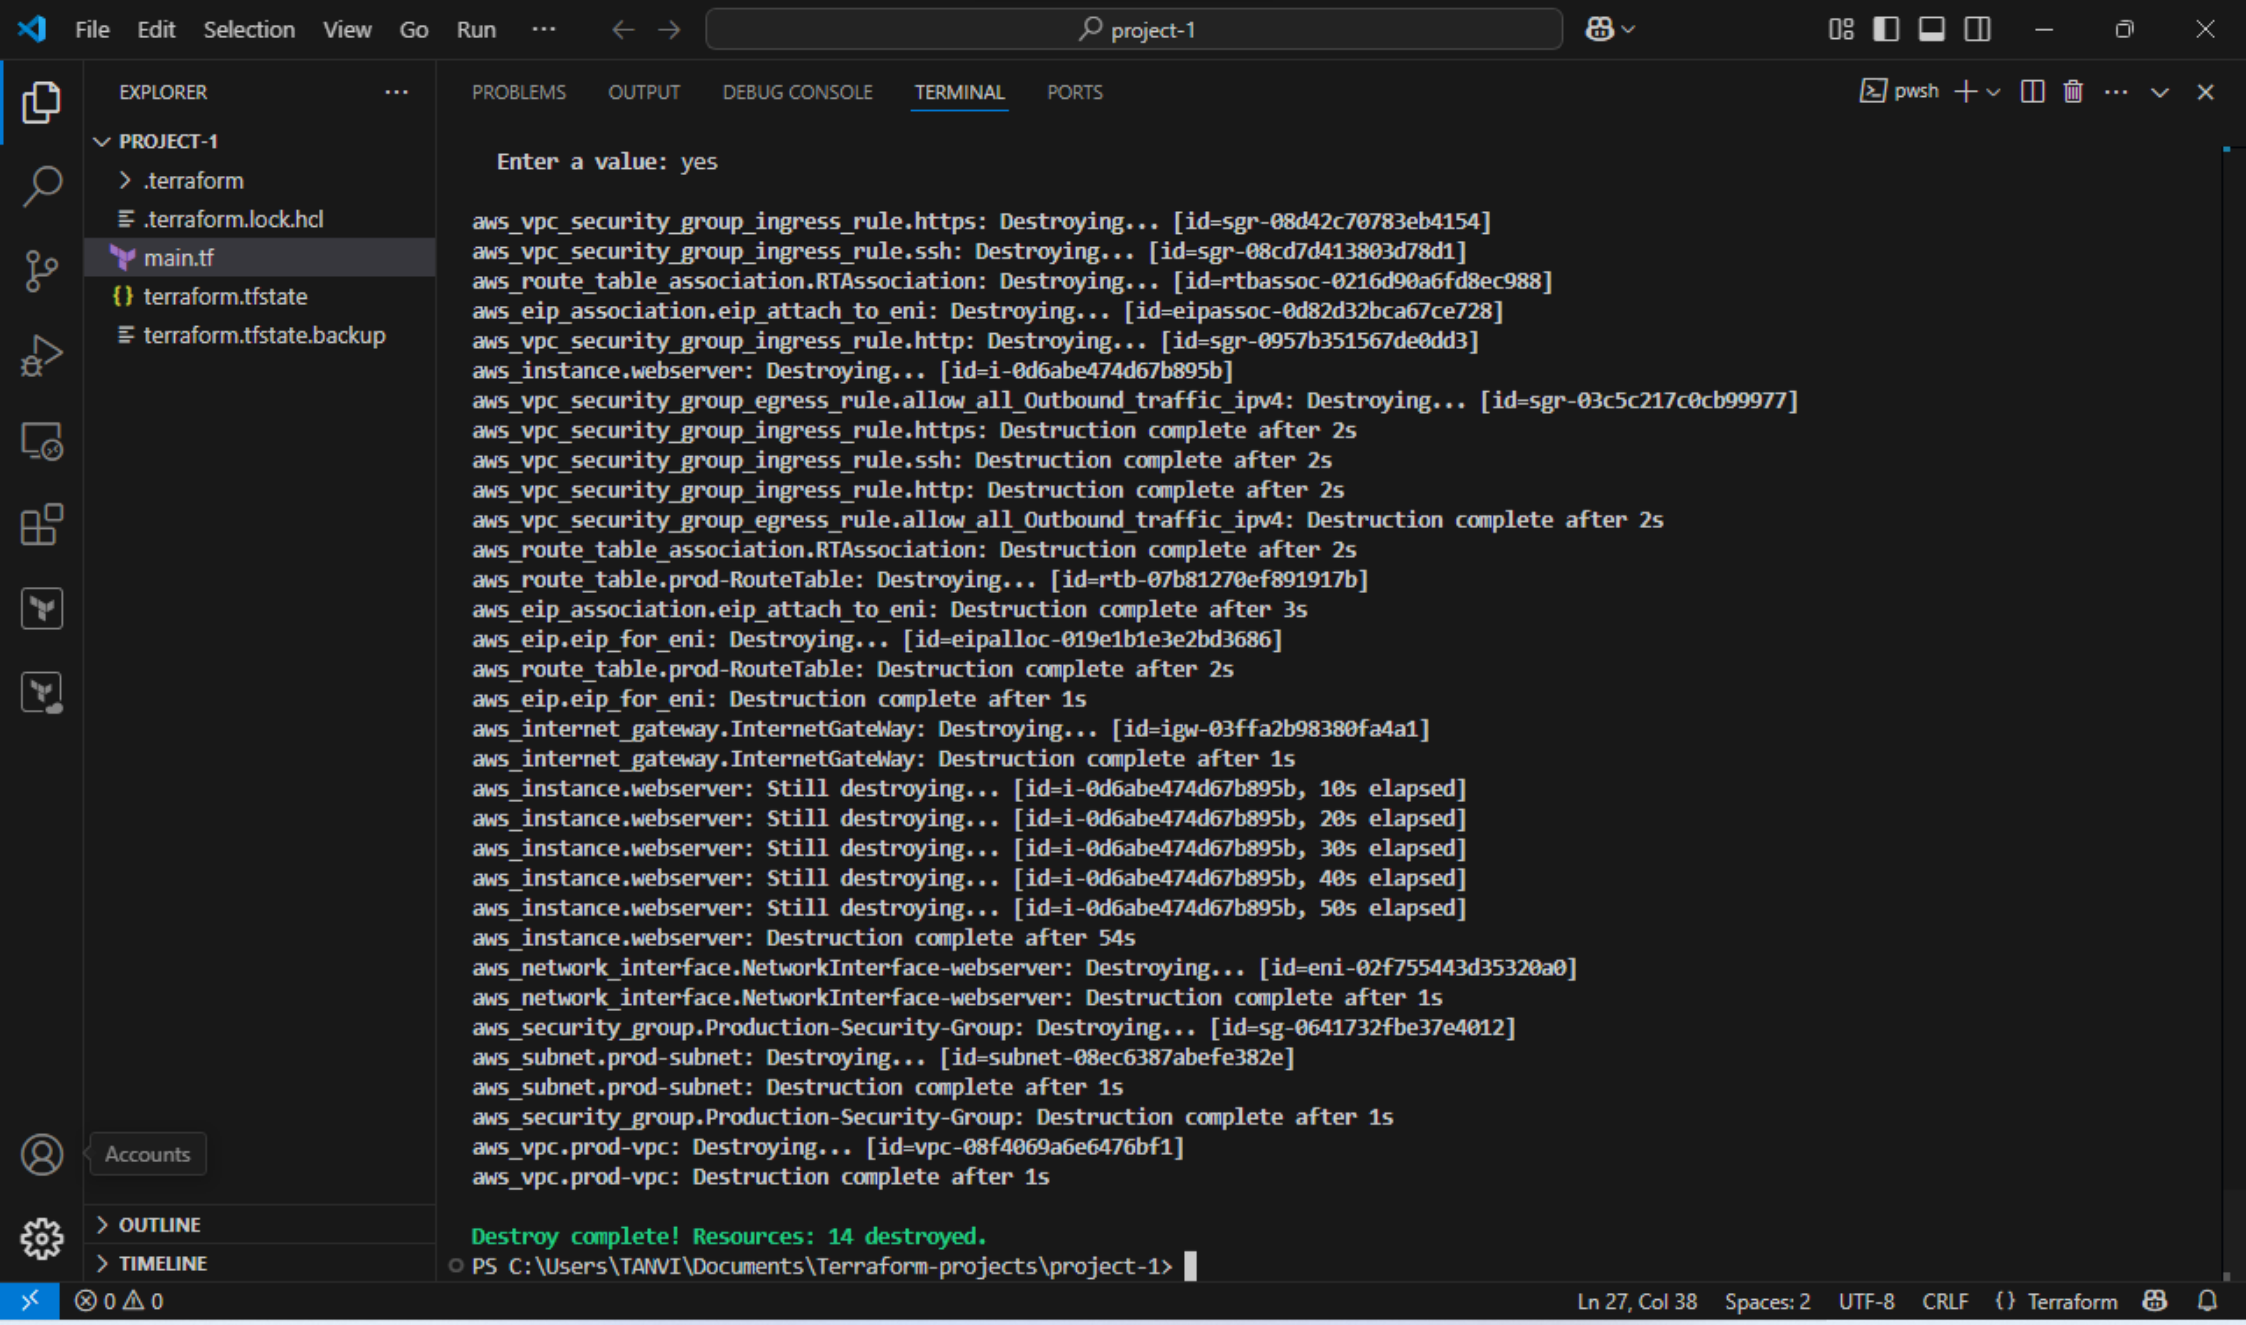 File Edit Selection View Go Run ··· project-1
EXPLORER ···
PROJECT-1
.terraform
.terraform.lock.hcl
main.tf
terraform.tfstate
terraform.tfstate.backup
Accounts
OUTLINE
TIMELINE
PROBLEMS OUTPUT DEBUG CONSOLE TERMINAL PORTS pwsh ···
Enter a value: yes
aws_vpc_security_group_ingress_rule.https: Destroying... [id=sgr-08d42c70783eb4154]
aws_vpc_security_group_ingress_rule.ssh: Destroying... [id=sgr-08cd7d413803d78d1]
aws_route_table_association.RTAssociation: Destroying... [id=rtbassoc-0216d90a6fd8ec988]
aws_eip_association.eip_attach_to_eni: Destroying... [id=eipassoc-0d82d32bca67ce728]
aws_vpc_security_group_ingress_rule.http: Destroying... [id=sgr-0957b351567de0dd3]
aws_instance.webserver: Destroying... [id=i-0d6abe474d67b895b]
aws_vpc_security_group_egress_rule.allow_all_Outbound_traffic_ipv4: Destroying... [id=sgr-03c5c217c0cb99977]
aws_vpc_security_group_ingress_rule.https: Destruction complete after 2s
aws_vpc_security_group_ingress_rule.ssh: Destruction complete after 2s
aws_vpc_security_group_ingress_rule.http: Destruction complete after 2s
aws_vpc_security_group_egress_rule.allow_all_Outbound_traffic_ipv4: Destruction complete after 2s
aws_route_table_association.RTAssociation: Destruction complete after 2s
aws_route_table.prod-RouteTable: Destroying... [id=rtb-07b81270ef891917b]
aws_eip_association.eip_attach_to_eni: Destruction complete after 3s
aws_eip.eip_for_eni: Destroying... [id=eipalloc-019e1b1e3e2bd3686]
aws_route_table.prod-RouteTable: Destruction complete after 2s
aws_eip.eip_for_eni: Destruction complete after 1s
aws_internet_gateway.InternetGateWay: Destroying... [id=igw-03ffa2b98380fa4a1]
aws_internet_gateway.InternetGateWay: Destruction complete after 1s
aws_instance.webserver: Still destroying... [id=i-0d6abe474d67b895b, 10s elapsed]
aws_instance.webserver: Still destroying... [id=i-0d6abe474d67b895b, 20s elapsed]
aws_instance.webserver: Still destroying... [id=i-0d6abe474d67b895b, 30s elapsed]
aws_instance.webserver: Still destroying... [id=i-0d6abe474d67b895b, 40s elapsed]
aws_instance.webserver: Still destroying... [id=i-0d6abe474d67b895b, 50s elapsed]
aws_instance.webserver: Destruction complete after 54s
aws_network_interface.NetworkInterface-webserver: Destroying... [id=eni-02f755443d35320a0]
aws_network_interface.NetworkInterface-webserver: Destruction complete after 1s
aws_security_group.Production-Security-Group: Destroying... [id=sg-0641732fbe37e4012]
aws_subnet.prod-subnet: Destroying... [id=subnet-08ec6387abefe382e]
aws_subnet.prod-subnet: Destruction complete after 1s
aws_security_group.Production-Security-Group: Destruction complete after 1s
aws_vpc.prod-vpc: Destroying... [id=vpc-08f4069a6e6476bf1]
aws_vpc.prod-vpc: Destruction complete after 1s
Destroy complete! Resources: 14 destroyed.
PS C:\Users\TANVI\Documents\Terraform-projects\project-1>
0 0 Ln 27, Col 38 Spaces: 2 UTF-8 CRLF {} Terraform